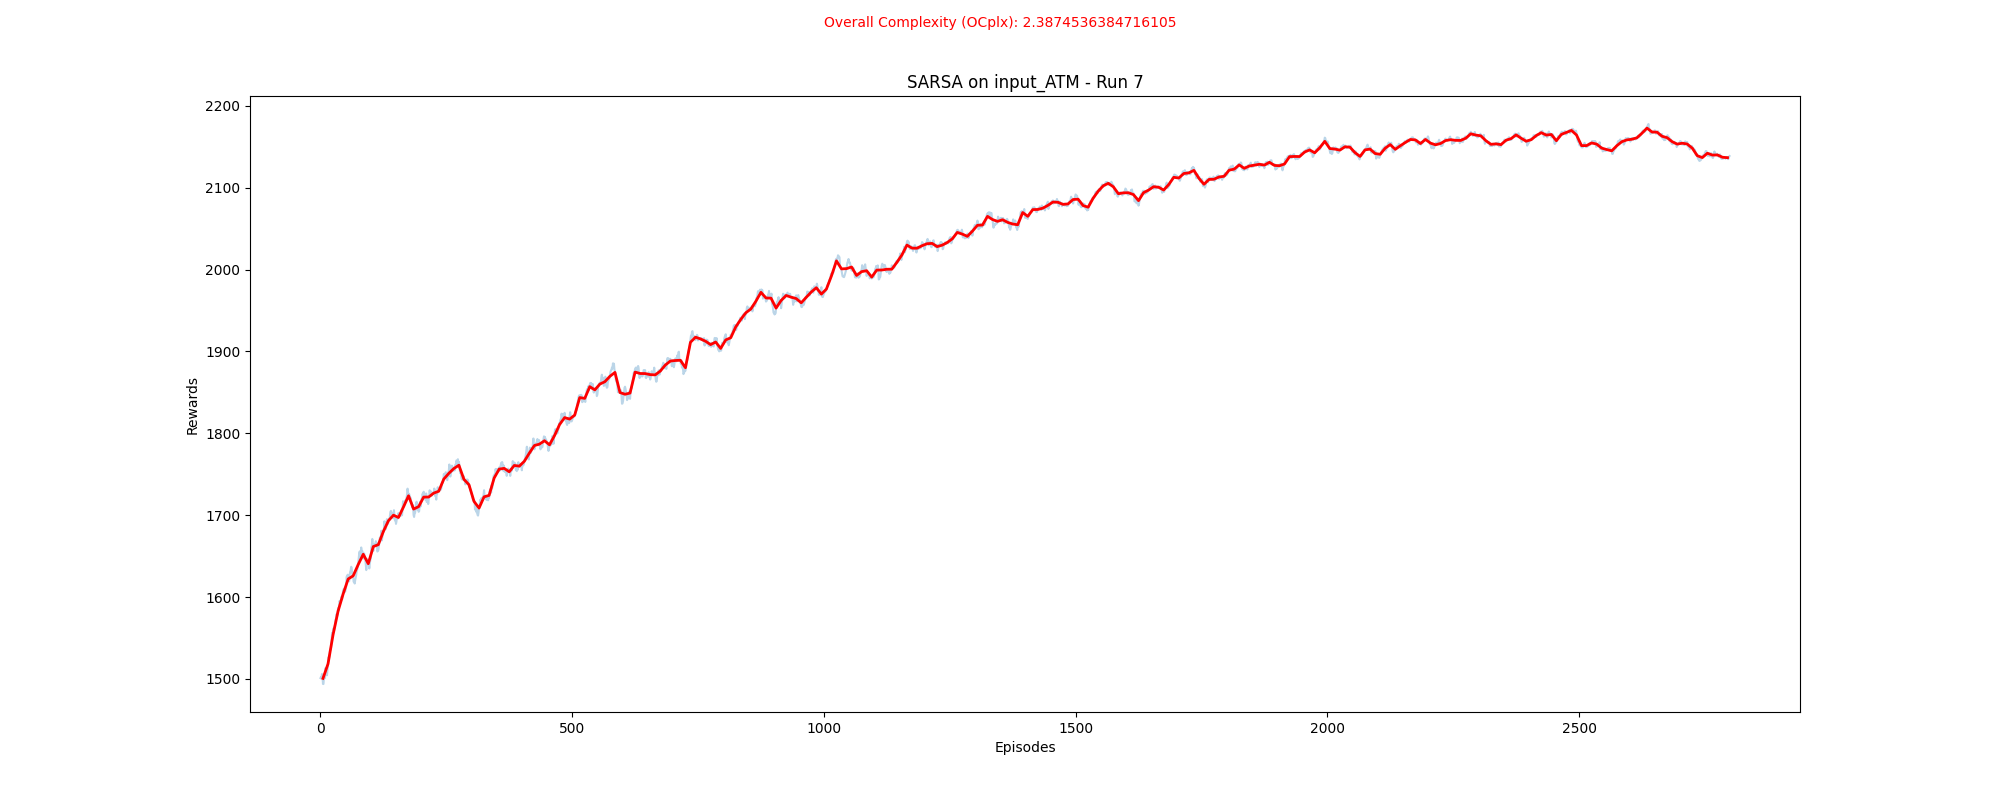 Overall Complexity (OCplx): 2.3874536384716105
SARSA on input_ATM - Run 7
2200
2100
2000
1900
1800
1700
1600
1500
Rewards
0 500 1000 1500 2000 2500
Episodes